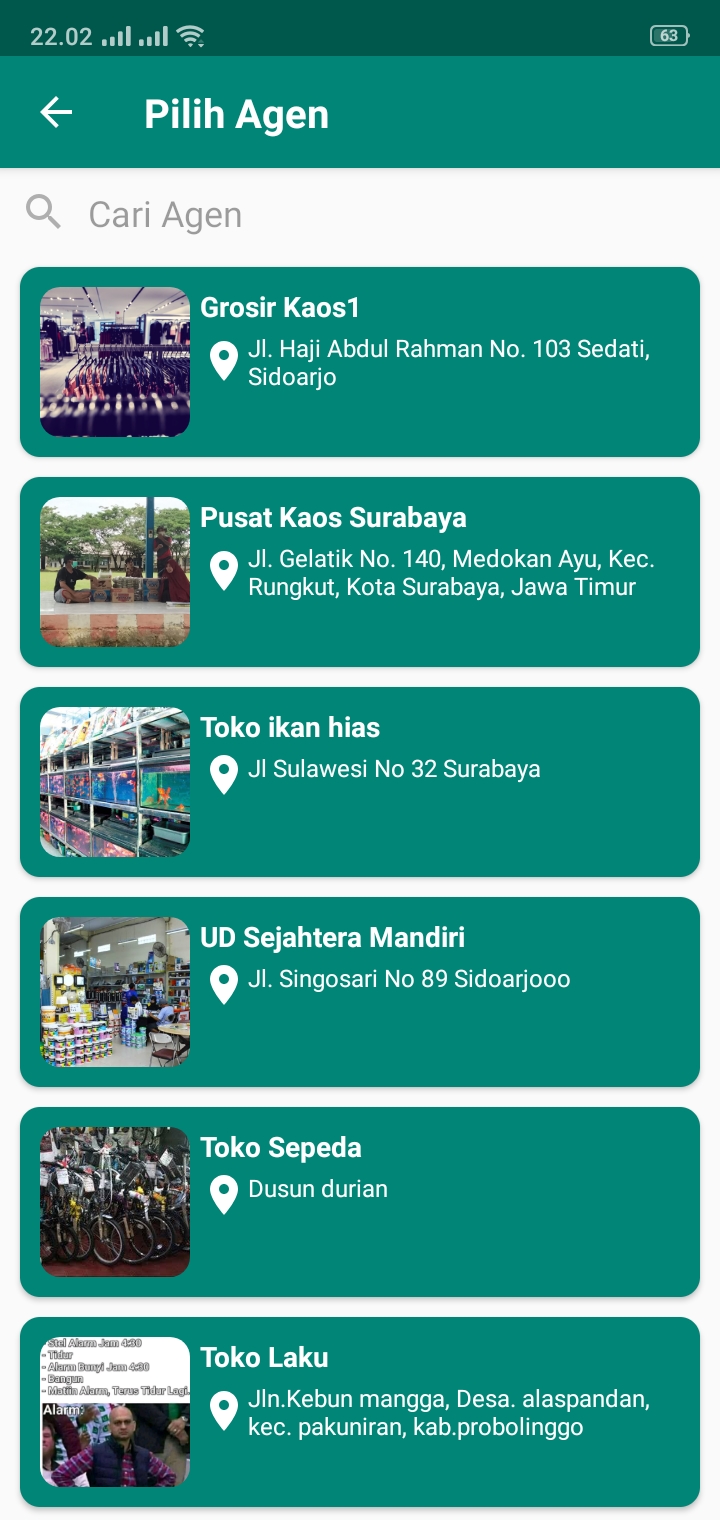 22.02
63
Pilih Agen
Cari Agen
Grosir Kaos1
Jl. Haji Abdul Rahman No. 103 Sedati,
Sidoarjo
Pusat Kaos Surabaya
Jl. Gelatik No. 140, Medokan Ayu, Kec.
Rungkut, Kota Surabaya, Jawa Timur
Toko ikan hias
Jl Sulawesi No 32 Surabaya
UD Sejahtera Mandiri
Jl. Singosari No 89 Sidoarjooo
Toko Sepeda
Dusun durian
- Stel Alarm Jam 4:30
- Tidur
- Alarm Bunyi Jam 4:30
- Bangun
- Matiin Alarm, Terus Tidur Lagi.
Alarm:
Toko Laku
Jln.Kebun mangga, Desa. alaspandan,
kec. pakuniran, kab.probolinggo